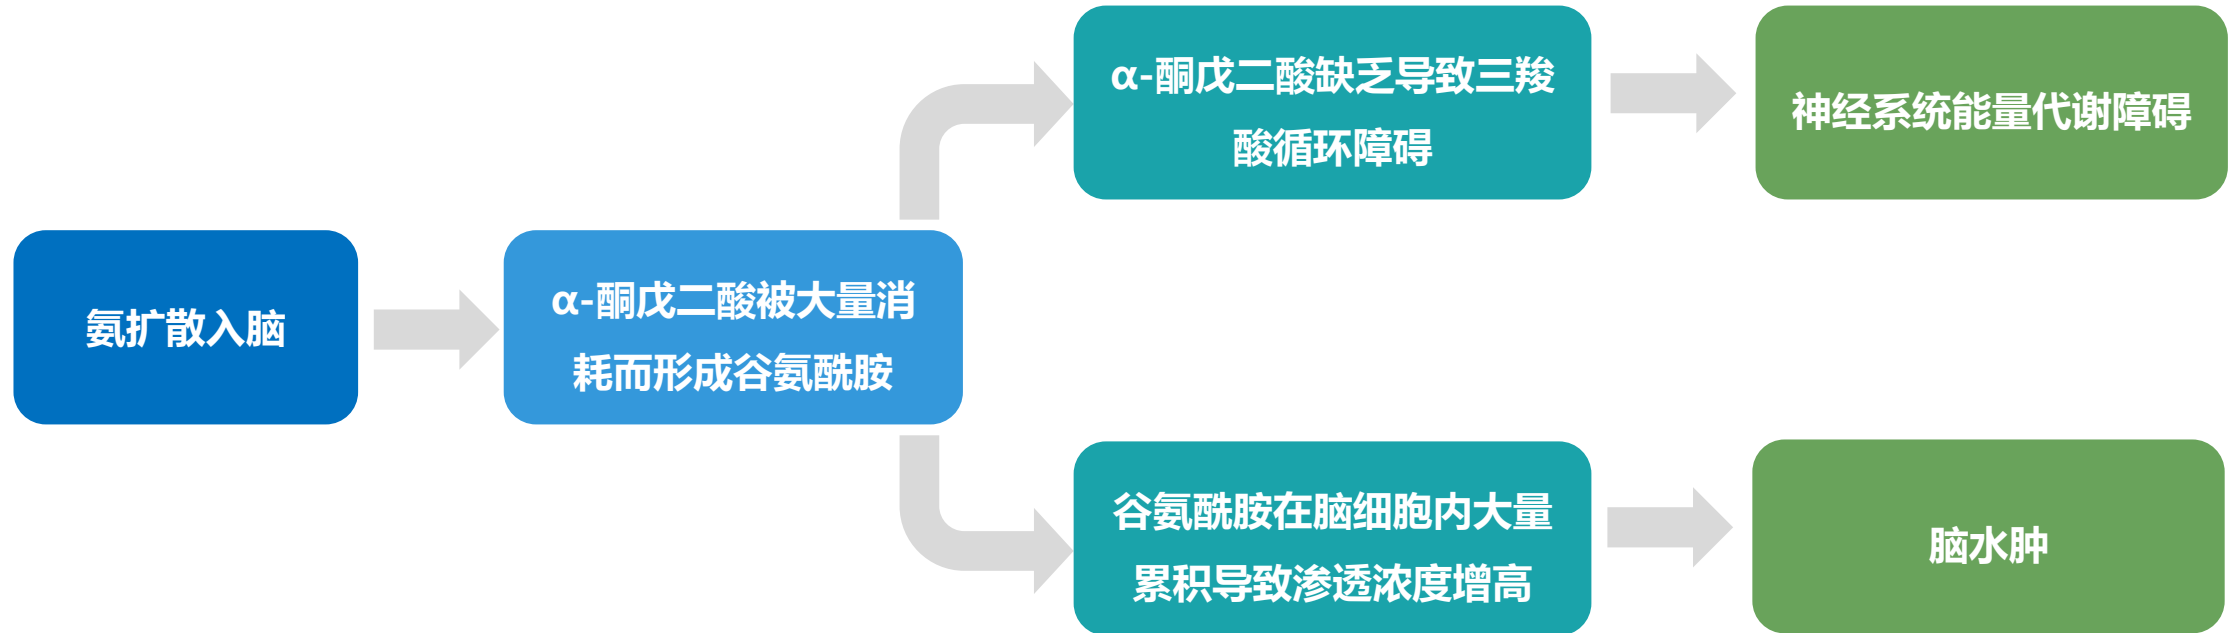 氨扩散入脑
α-酮戊二酸被大量消
耗而形成谷氨酰胺
α-酮戊二酸缺乏导致三羧
酸循环障碍
神经系统能量代谢障碍
谷氨酰胺在脑细胞内大量
累积导致渗透浓度增高
脑水肿